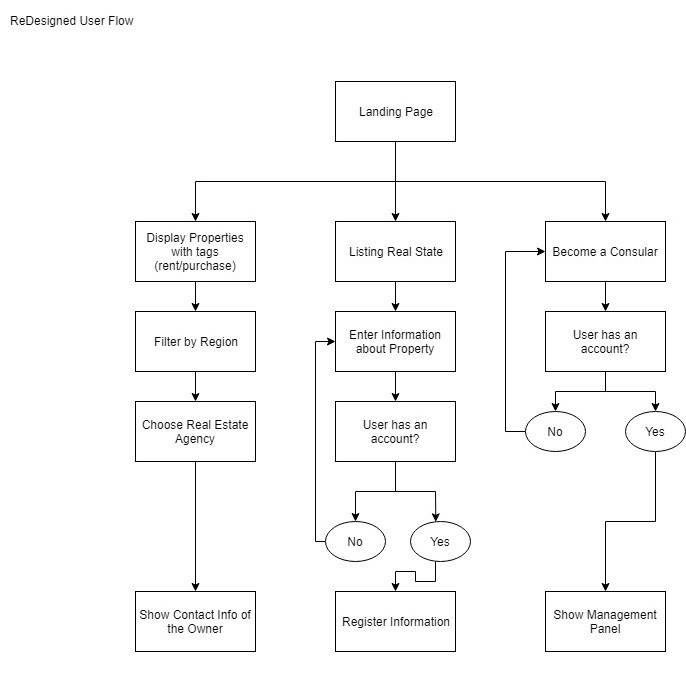 ReDesigned User Flow
Landing Page
Display Properties
with tags
(rent/purchase)
Listing Real State
Become a Consular
Filter by Region
Enter Information
about Property
User has an
account?
Choose Real Estate
Agency
User has an
account?
No
Yes
No
Yes
Show Contact Info of
the Owner
Register Information
Show Management
Panel